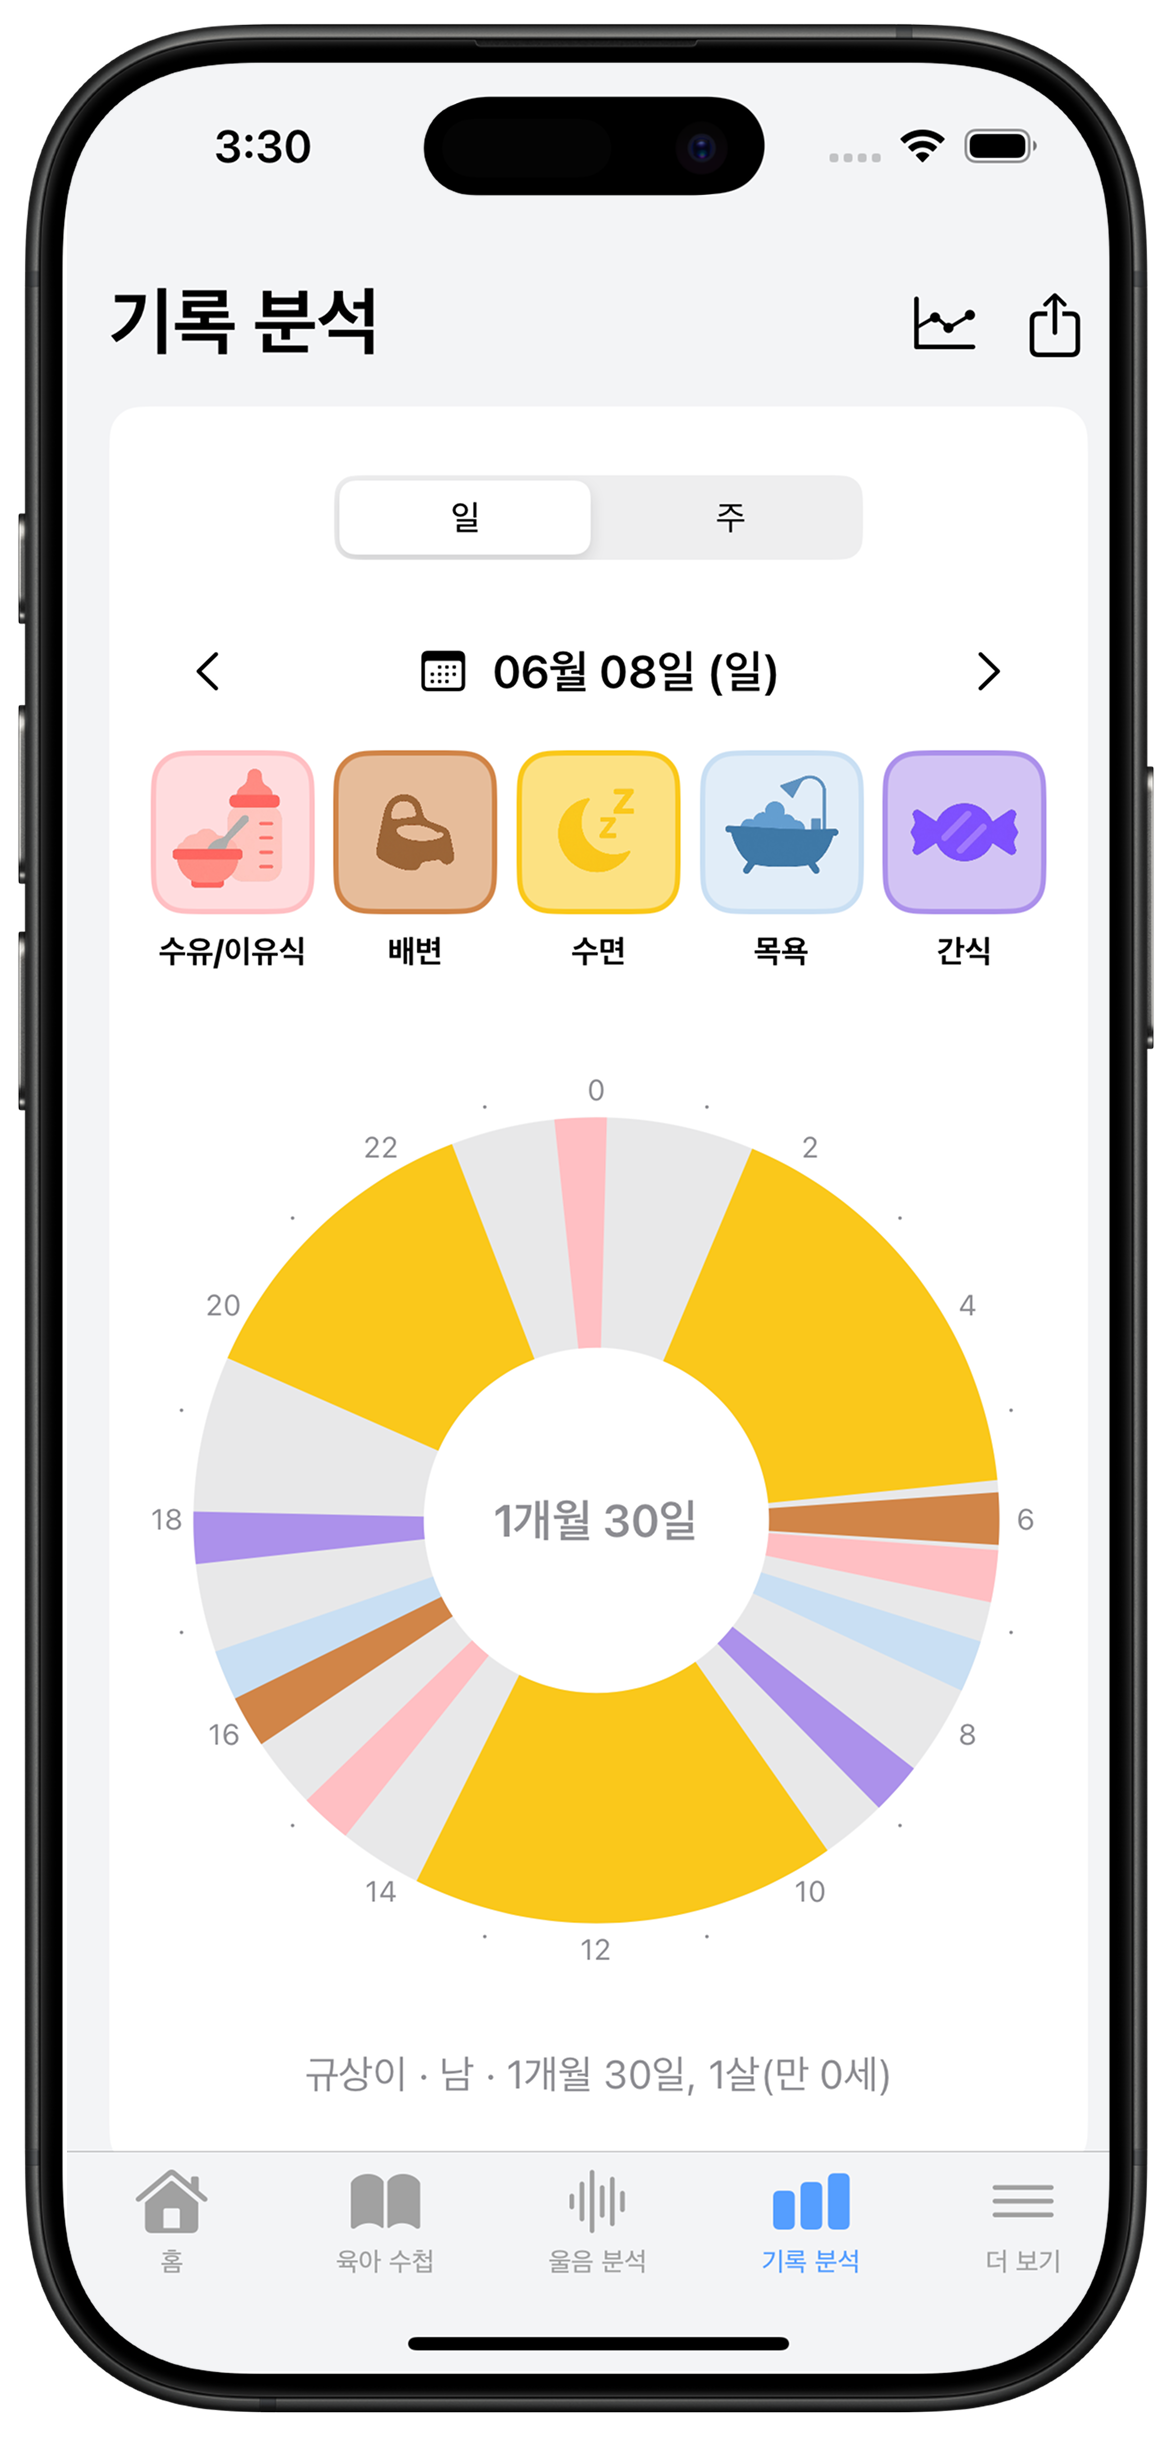 3:30
기록 분석
일 주
06월 08일 (일)
수유/이유식 배변 수면 목욕 간식
0
22 2
20 4
18 1개월 30일 6
16 8
14 10
12
규상이 · 남 · 1개월 30일, 1살(만 0세)
홈 육아 수첩 울음 분석 기록 분석 더 보기